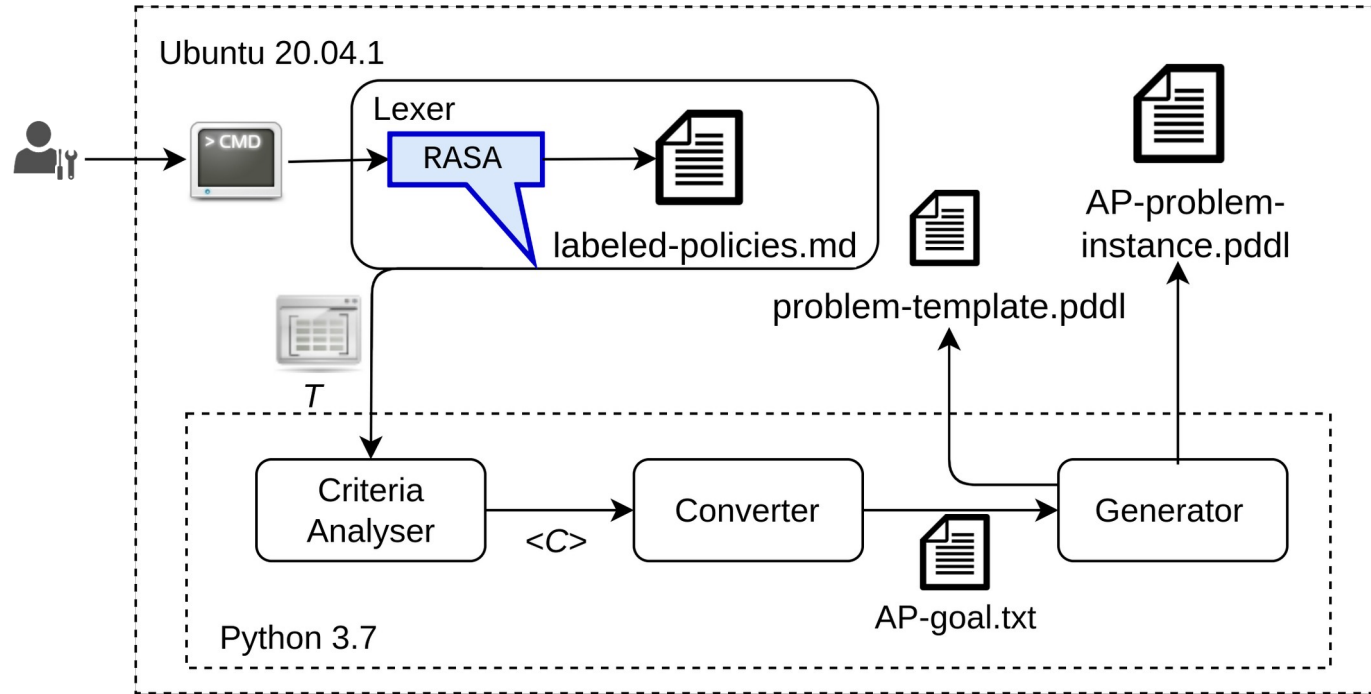 Ubuntu 20.04.1
Lexer
> CMD
RASA
labeled-policies.md
AP-problem-
instance.pddl
problem-template.pddl
T
Criteria
Analyser
<C>
Converter
AP-goal.txt
Generator
Python 3.7